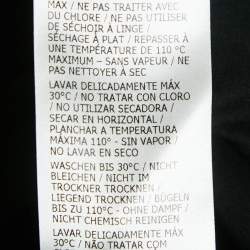 MAX / NE PAS TRAITER AVEC
DU CHLORE / NE PAS UTILISER
DE SÉCHOIR À LINGE /
SÉCHAGE À PLAT / REPASSER À
UNE TEMPÉRATURE DE 110 °C
MAXIMUM – SANS VAPEUR / NE
PAS NETTOYER À SEC
LAVAR DELICADAMENTE MÁX
30°C / NO TRATAR CON CLORO
/ NO UTILIZAR SECADORA /
SECAR EN HORIZONTAL /
PLANCHAR A TEMPERATURA
MÁXIMA 110° - SIN VAPOR /
NO LAVAR EN SECO
WASCHEN BIS 30°C / NICHT
BLEICHEN / NICHT IM
TROCKNER TROCKNEN /
LIEGEND TROCKNEN / BÜGELN
BIS ZU 110°C - OHNE DAMPF /
NICHT CHEMISCH REINIGEN
LAVAR DELICADAMENTE MÁX
30°C / NÃO TRATAR COM